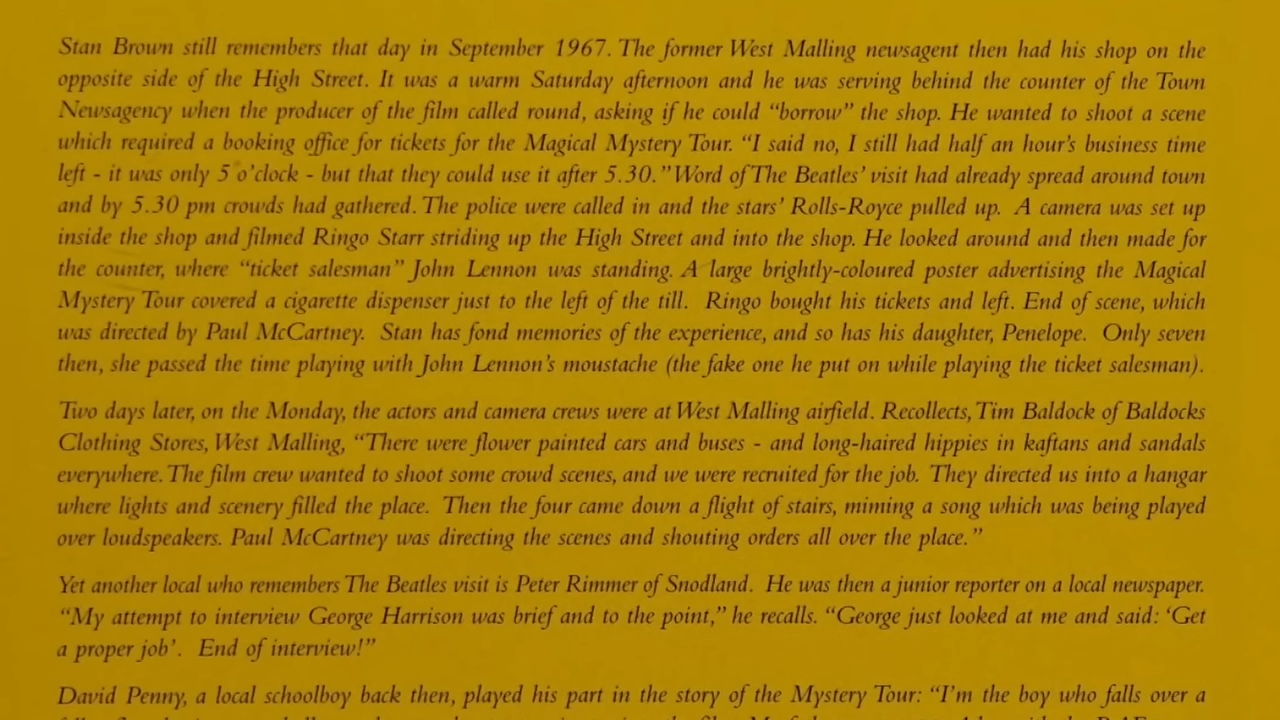 Stan Brown still remembers that day in September 1967. The former West Malling newsagent then had his shop on the
opposite side of the High Street. It was a warm Saturday afternoon and he was serving behind the counter of the Town
Newsagency when the producer of the film called round, asking if he could “borrow” the shop. He wanted to shoot a scene
which required a booking office for tickets for the Magical Mystery Tour. “I said no, I still had half an hour’s business time
left - it was only 5 o’clock - but that they could use it after 5.30.” Word of The Beatles’ visit had already spread around town
and by 5.30 pm crowds had gathered. The police were called in and the stars’ Rolls-Royce pulled up. A camera was set up
inside the shop and filmed Ringo Starr striding up the High Street and into the shop. He looked around and then made for
the counter, where “ticket salesman” John Lennon was standing. A large brightly-coloured poster advertising the Magical
Mystery Tour covered a cigarette dispenser just to the left of the till. Ringo bought his tickets and left. End of scene, which
was directed by Paul McCartney. Stan has fond memories of the experience, and so has his daughter, Penelope. Only seven
then, she passed the time playing with John Lennon’s moustache (the fake one he put on while playing the ticket salesman).
Two days later, on the Monday, the actors and camera crews were at West Malling airfield. Recollects, Tim Baldock of Baldocks
Clothing Stores, West Malling, “There were flower painted cars and buses - and long-haired hippies in kaftans and sandals
everywhere. The film crew wanted to shoot some crowd scenes, and we were recruited for the job. They directed us into a hangar
where lights and scenery filled the place. Then the four came down a flight of stairs, miming a song which was being played
over loudspeakers. Paul McCartney was directing the scenes and shouting orders all over the place.”
Yet another local who remembers The Beatles visit is Peter Rimmer of Snodland. He was then a junior reporter on a local newspaper.
“My attempt to interview George Harrison was brief and to the point,” he recalls. “George just looked at me and said: ‘Get
a proper job’. End of interview!”
David Penny, a local schoolboy back then, played his part in the story of the Mystery Tour: “I’m the boy who falls over a